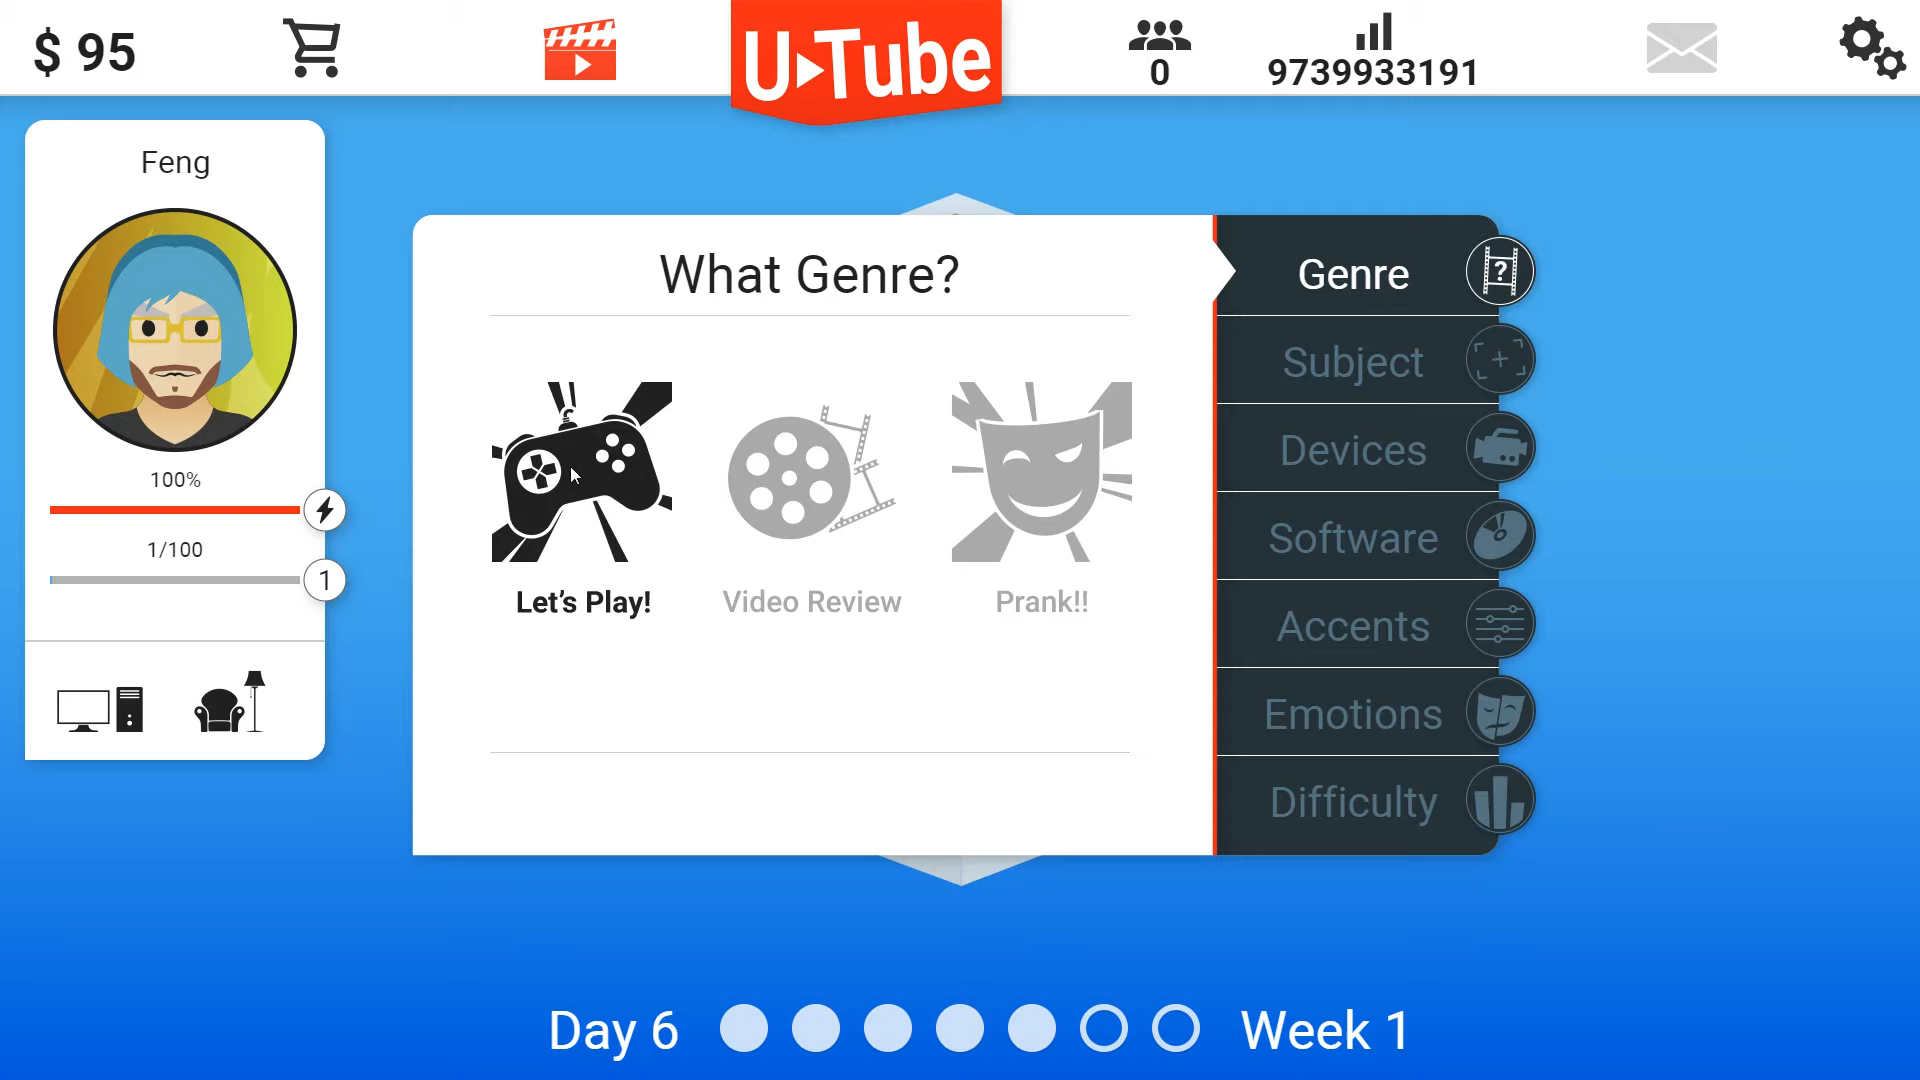 $ 95
U Tube
0
9739933191
Feng
100%
1/100
1
What Genre?
Let's Play!
Video Review
Prank!!
Genre
?
Subject
Devices
Software
Accents
Emotions
Difficulty
Day 6
Week 1